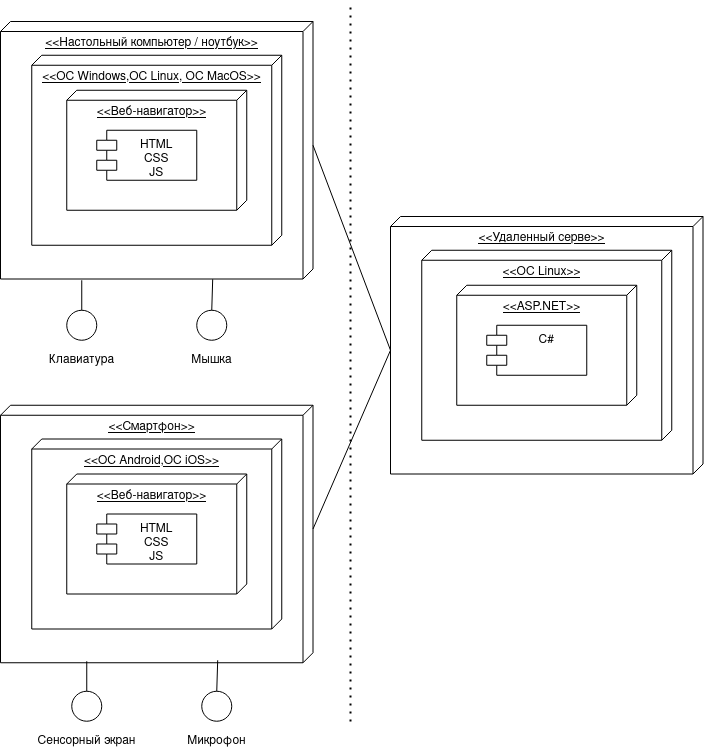 <<Настольный компьютер / ноутбук>>
<<ОС Windows,ОС Linux, ОС MacOS>>
<<Веб-навигатор>>
HTML
CSS
JS
Клавиатура
Мышка
<<Смартфон>>
<<ОС Android,ОС iOS>>
<<Веб-навигатор>>
HTML
CSS
JS
Сенсорный экран
Микрофон
<<Удаленный серве>>
<<ОС Linux>>
<<ASP.NET>>
C#